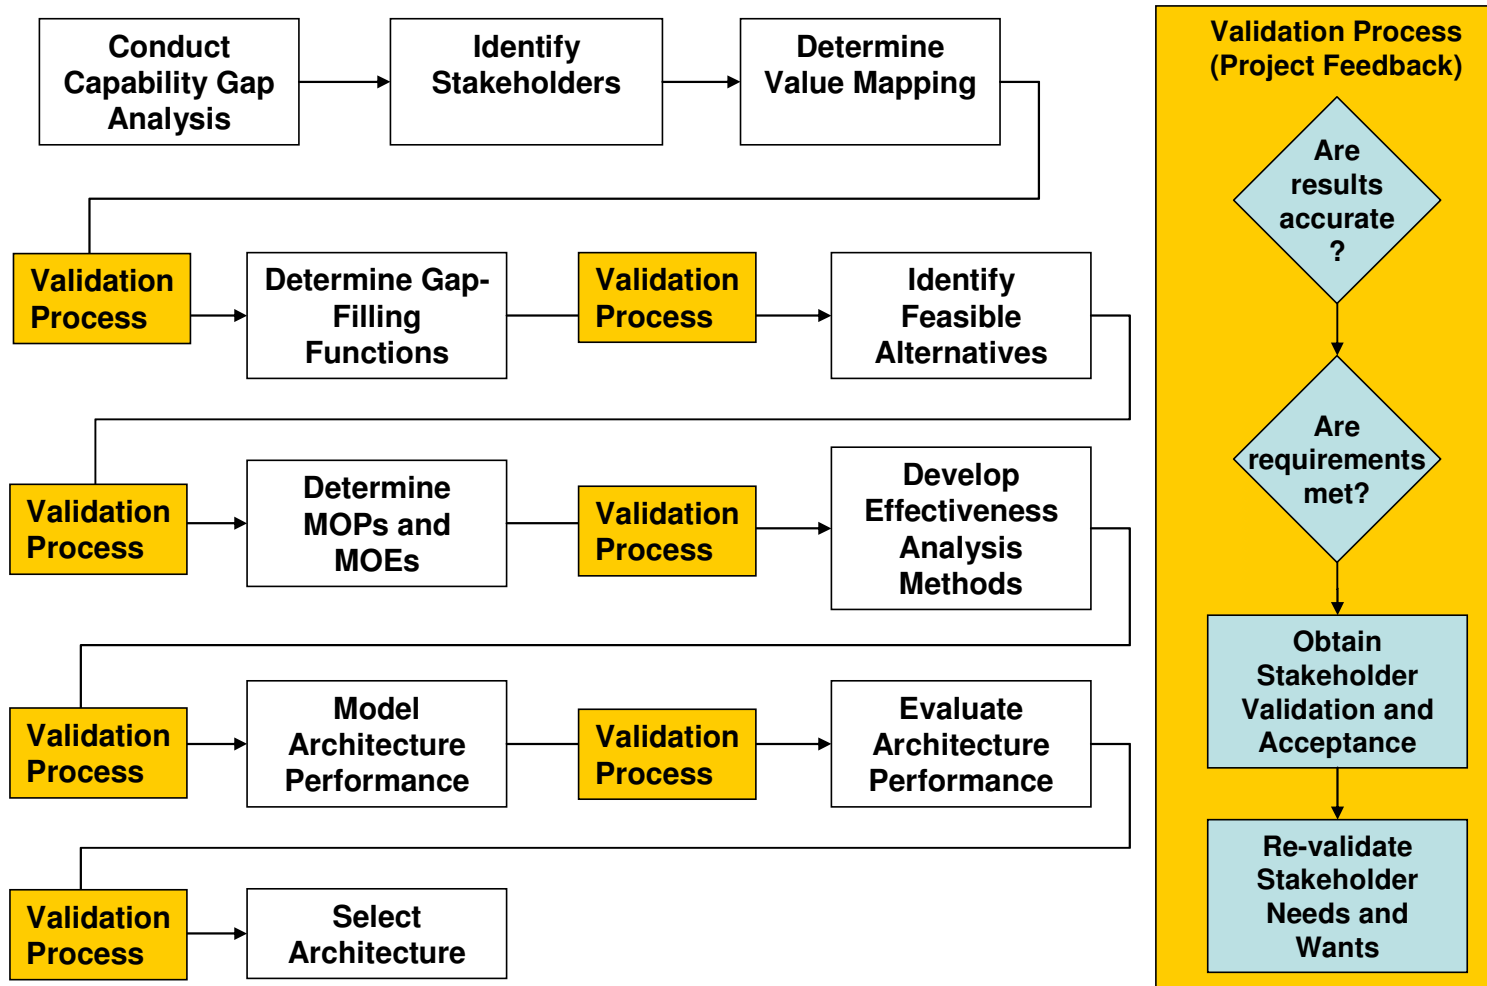 Conduct
Capability Gap
Analysis
Identify
Stakeholders
Determine
Value Mapping
Validation
Process
Determine Gap-
Filling
Functions
Validation
Process
Identify
Feasible
Alternatives
Validation
Process
Determine
MOPs and
MOEs
Validation
Process
Develop
Effectiveness
Analysis
Methods
Validation
Process
Model
Architecture
Performance
Validation
Process
Evaluate
Architecture
Performance
Validation
Process
Select
Architecture
Validation Process
(Project Feedback)
Are
results
accurate
?
Are
requirements
met?
Obtain
Stakeholder
Validation and
Acceptance
Re-validate
Stakeholder
Needs and
Wants